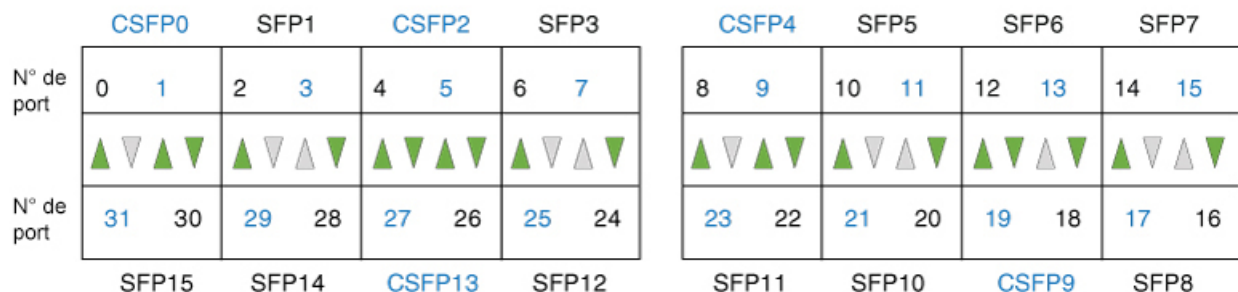 CSFP0 SFP1 CSFP2 SFP3 CSFP4 SFP5 SFP6 SFP7
N° de
port
0 1 2 3 4 5 6 7 8 9 10 11 12 13 14 15
N° de
port
31 30 29 28 27 26 25 24 23 22 21 20 19 18 17 16
SFP15 SFP14 CSFP13 SFP12 SFP11 SFP10 CSFP9 SFP8